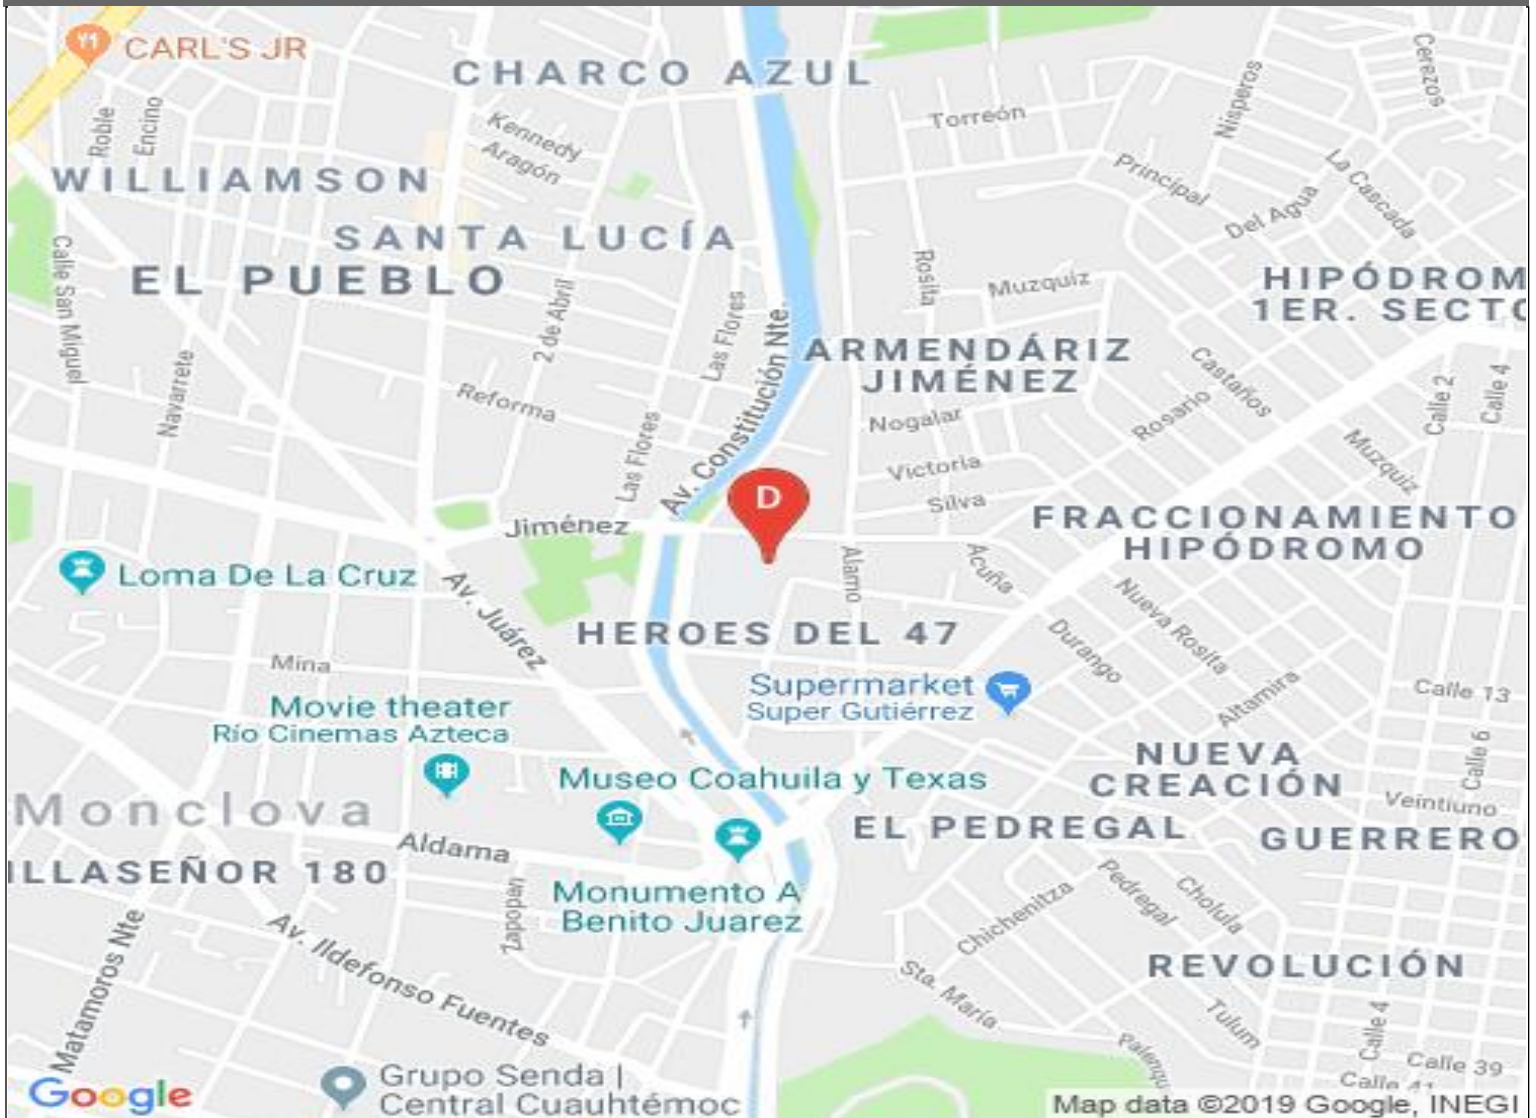 CARL'S JR
CHARCO AZUL
Cerezos
Nísperos
Torreón
Roble
Encino
Kennedy
Aragón
Principal
La Cascada
WILLIAMSON
Del Agua
SANTA LUCÍA
Calle San Miguel
EL PUEBLO
Rosita
Muzquiz
HIPÓDROM
1ER. SECTO
2 de Abril
Las Flores
Av. Constitución Nte.
ARMENDÁRIZ
JIMÉNEZ
Castaños
Navarrete
Reforma
Nogalar
Rosario
Calle 2
Calle 4
Las Flores
Victoria
Muzquiz
Silva
D
Jiménez
FRACCIONAMIENTO
HIPÓDROMO
Loma De La Cruz
Av. Juárez
Alamo
Acuña
Nueva Rosita
HEROES DEL 47
Durango
Mina
Supermarket
Super Gutiérrez
Altamira
Calle 13
Movie theater
Río Cinemas Azteca
Calle 6
NUEVA
CREACIÓN
Museo Coahuila y Texas
Monclova
Veintiuno
EL PEDREGAL
GUERRERO
Aldama
ILLASEÑOR 180
Zapopan
Monumento A
Benito Juarez
Chichenitza
Pedregal
Cholula
Matamoros Nte
Av. Ildefonso Fuentes
REVOLUCIÓN
Sta. María
Tulum
Calle 4
Palenqu
Calle 39
Calle 41
Grupo Senda |
Central Cuauhtémoc
Google
Map data ©2019 Google, INEGI